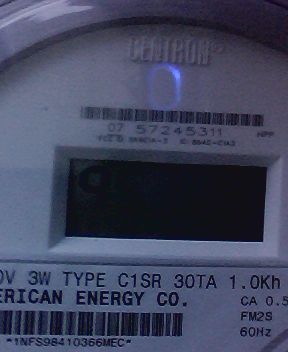 CENTRON®
07 57245311 HPP
0V 3W TYPE C1SR 30TA 1.0Kh
ERICAN ENERGY CO.
CA 0.5
FM2S
60Hz
*1NFS98410366MEC*